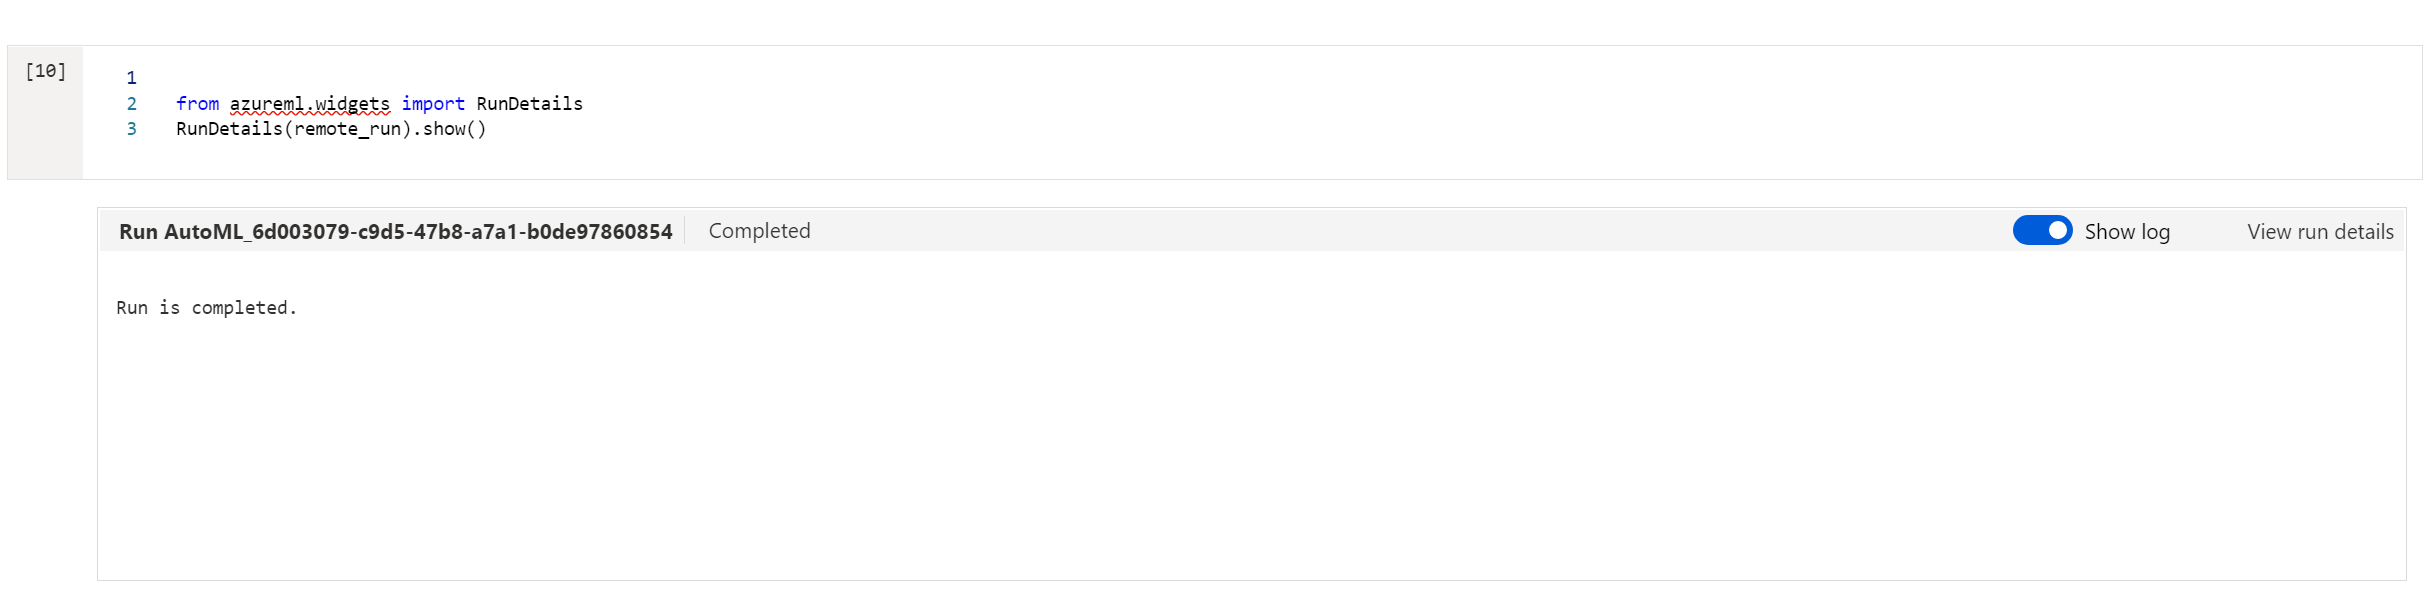 [10]
1
2 from azureml.widgets import RunDetails
3 RunDetails(remote_run).show()
Run AutoML_6d003079-c9d5-47b8-a7a1-b0de97860854 Completed Show log View run details
Run is completed.